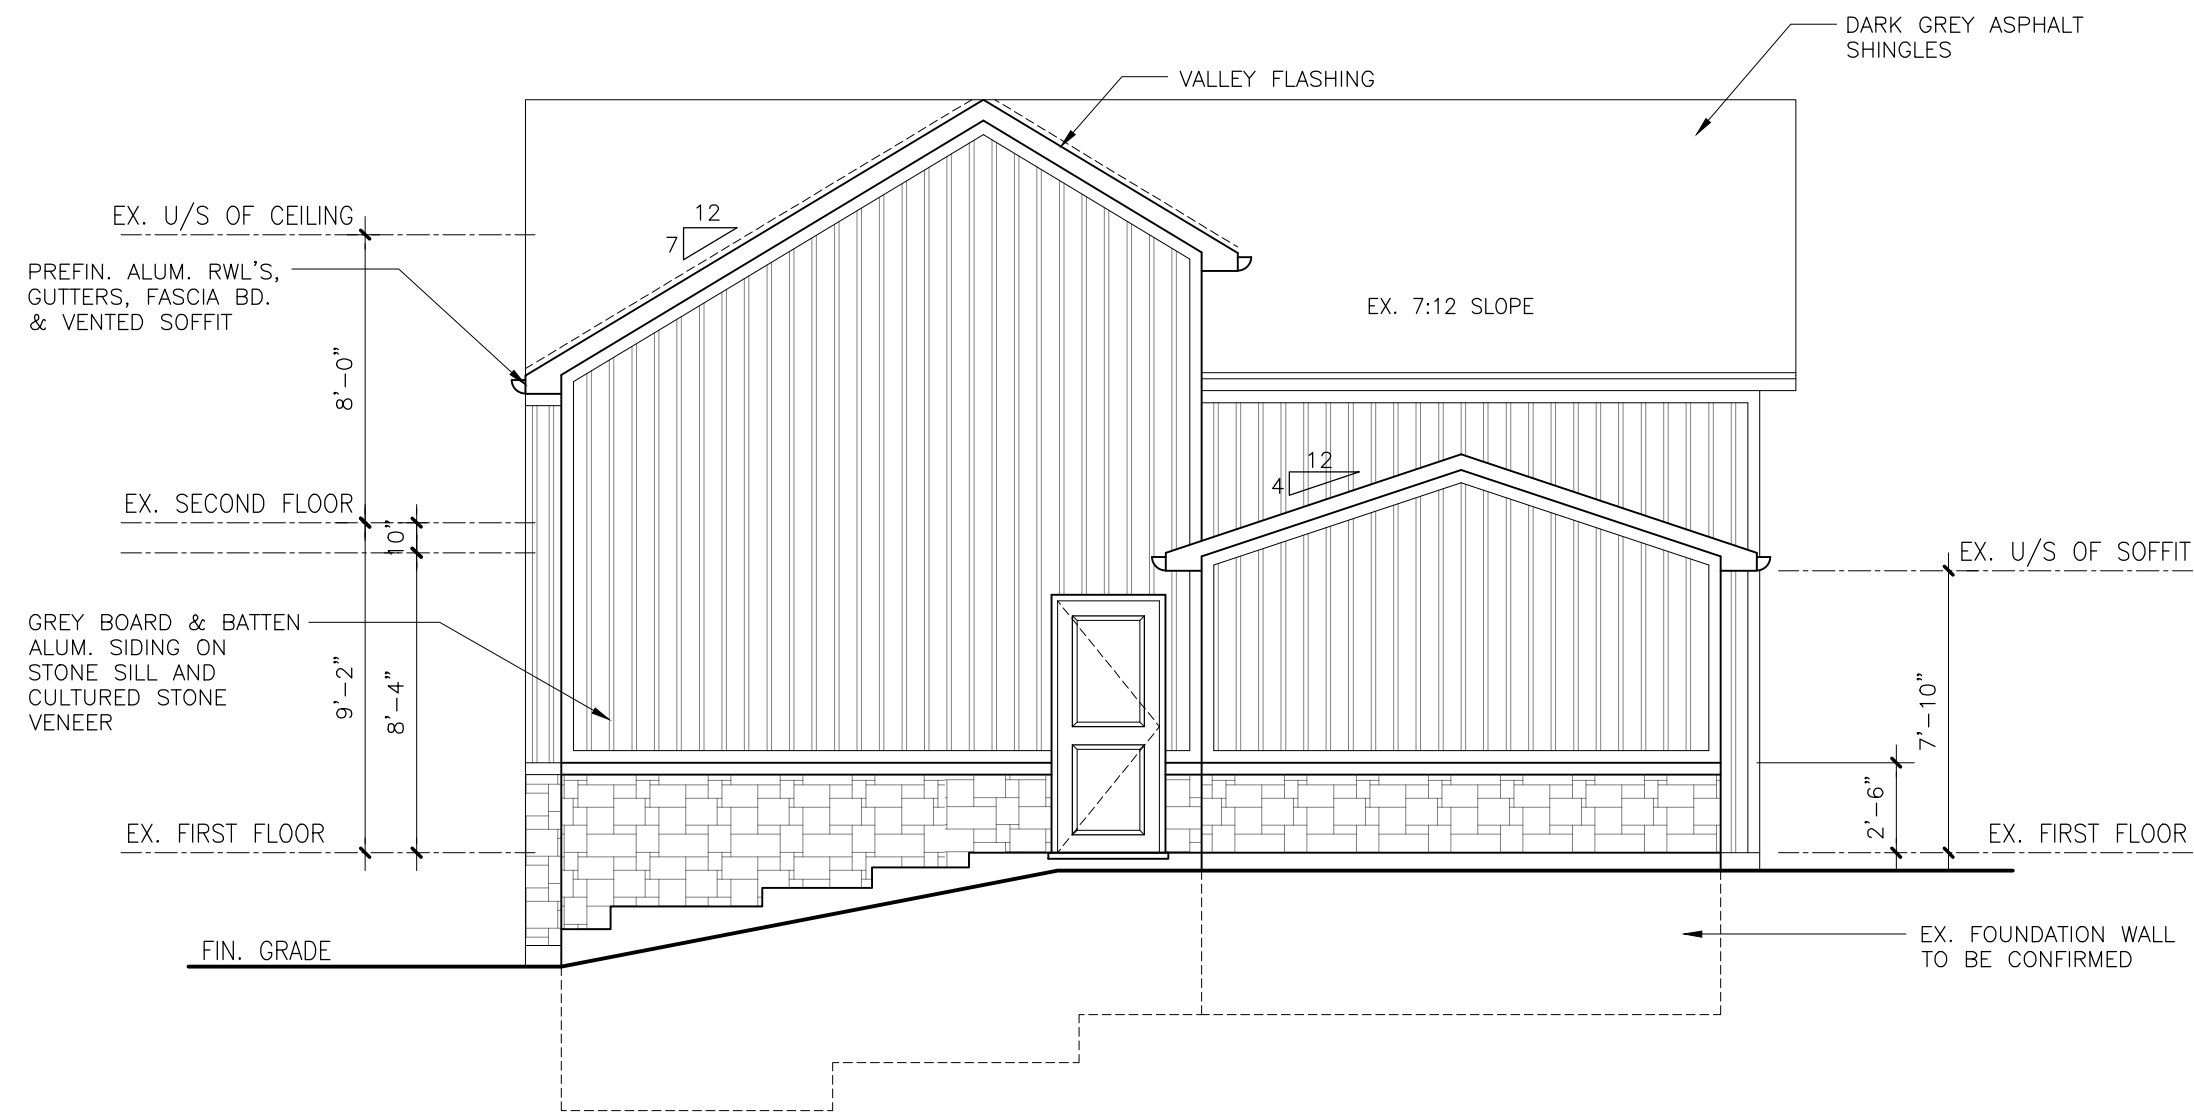 DARK GREY ASPHALT
SHINGLES
VALLEY FLASHING
EX. U/S OF CEILING
12
7
PREFIN. ALUM. RWL'S,
GUTTERS, FASCIA BD.
& VENTED SOFFIT
EX. 7:12 SLOPE
8'-0"
12
4
EX. SECOND FLOOR
10"
EX. U/S OF SOFFIT
GREY BOARD & BATTEN
ALUM. SIDING ON
STONE SILL AND
CULTURED STONE
VENEER
9'-2"
8'-4"
7'-10"
2'-6"
EX. FIRST FLOOR
EX. FIRST FLOOR
FIN. GRADE
EX. FOUNDATION WALL
TO BE CONFIRMED